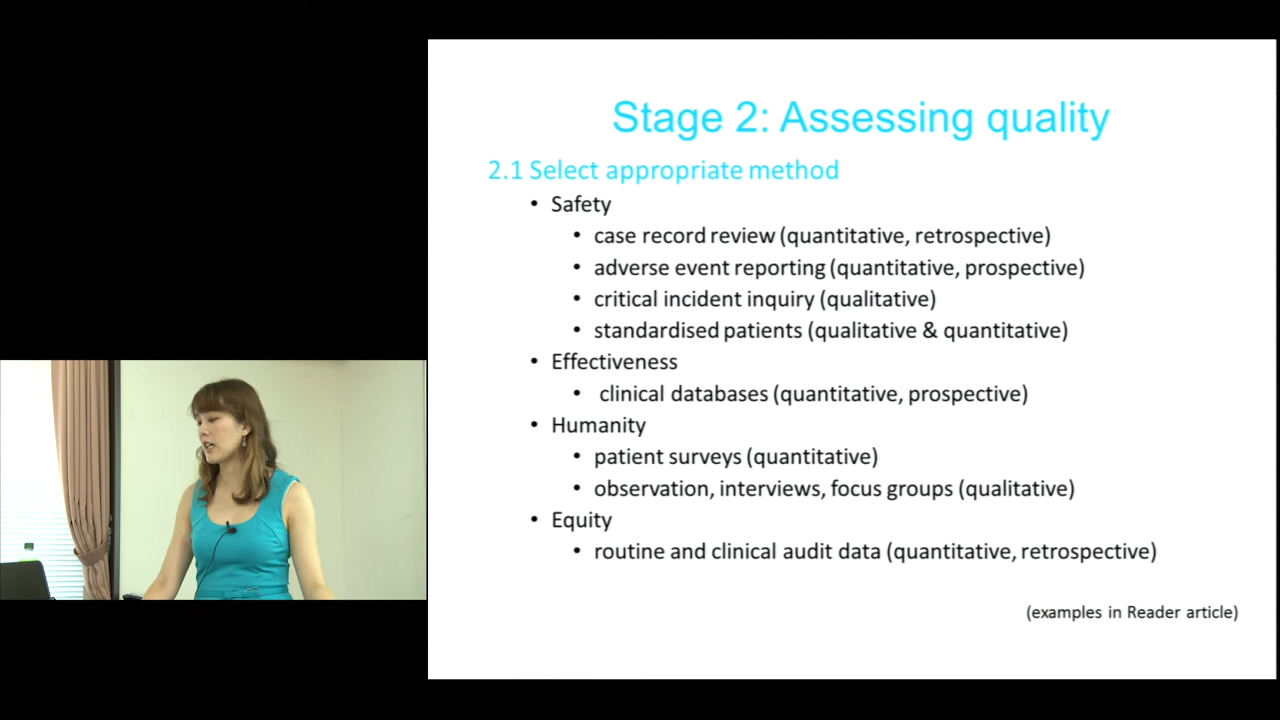 Stage 2: Assessing quality
2.1 Select appropriate method
• Safety
• case record review (quantitative, retrospective)
• adverse event reporting (quantitative, prospective)
• critical incident inquiry (qualitative)
• standardised patients (qualitative & quantitative)
• Effectiveness
• clinical databases (quantitative, prospective)
• Humanity
• patient surveys (quantitative)
• observation, interviews, focus groups (qualitative)
• Equity
• routine and clinical audit data (quantitative, retrospective)
(examples in Reader article)